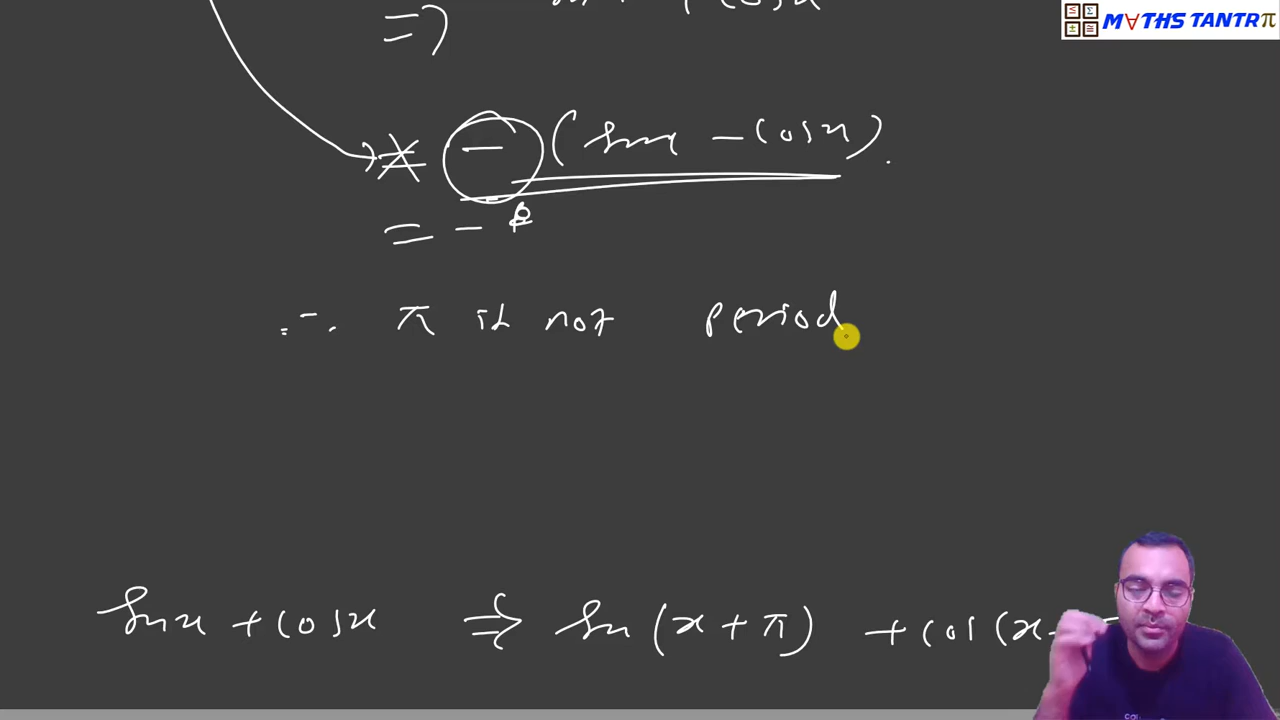 MATHS TANTRπ
=>
- (sinx - cosx).
= -
∴ π is not period
sinx + cosx => sin(x + π) + cos(x